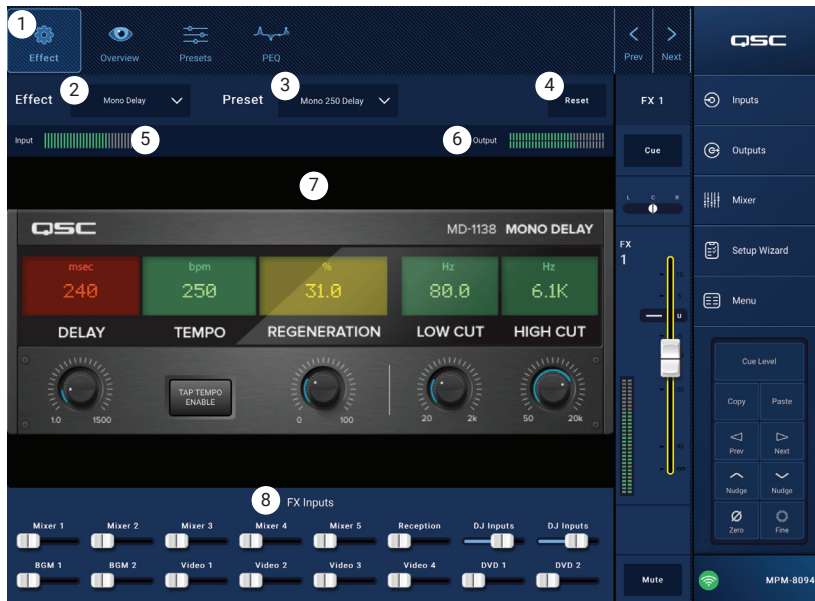 1
Effect
Overview
Presets
PEQ
Prev
Next
QSC
Effect
2
Mono Delay
Preset
3
Mono 250 Delay
4
Reset
FX 1
Inputs
Input
5
6
Output
Cue
Outputs
7
L C R
Mixer
QSC
MD-1138 MONO DELAY
FX
1
Setup Wizard
msec
240
bpm
250
%
31.0
Hz
80.0
Hz
6.1K
10
5
U
Menu
DELAY
TEMPO
REGENERATION
LOW CUT
HIGH CUT
Cue Level
TAP TEMPO
ENABLE
1.0 1500
0 100
20 2k
50 20k
20
40
Copy
Paste
Prev
Next
Nudge
Nudge
Zero
Fine
8
FX Inputs
Mixer 1
Mixer 2
Mixer 3
Mixer 4
Mixer 5
Reception
DJ Inputs
DJ Inputs
BGM 1
BGM 2
Video 1
Video 2
Video 3
Video 4
DVD 1
DVD 2
Mute
MPM-8094